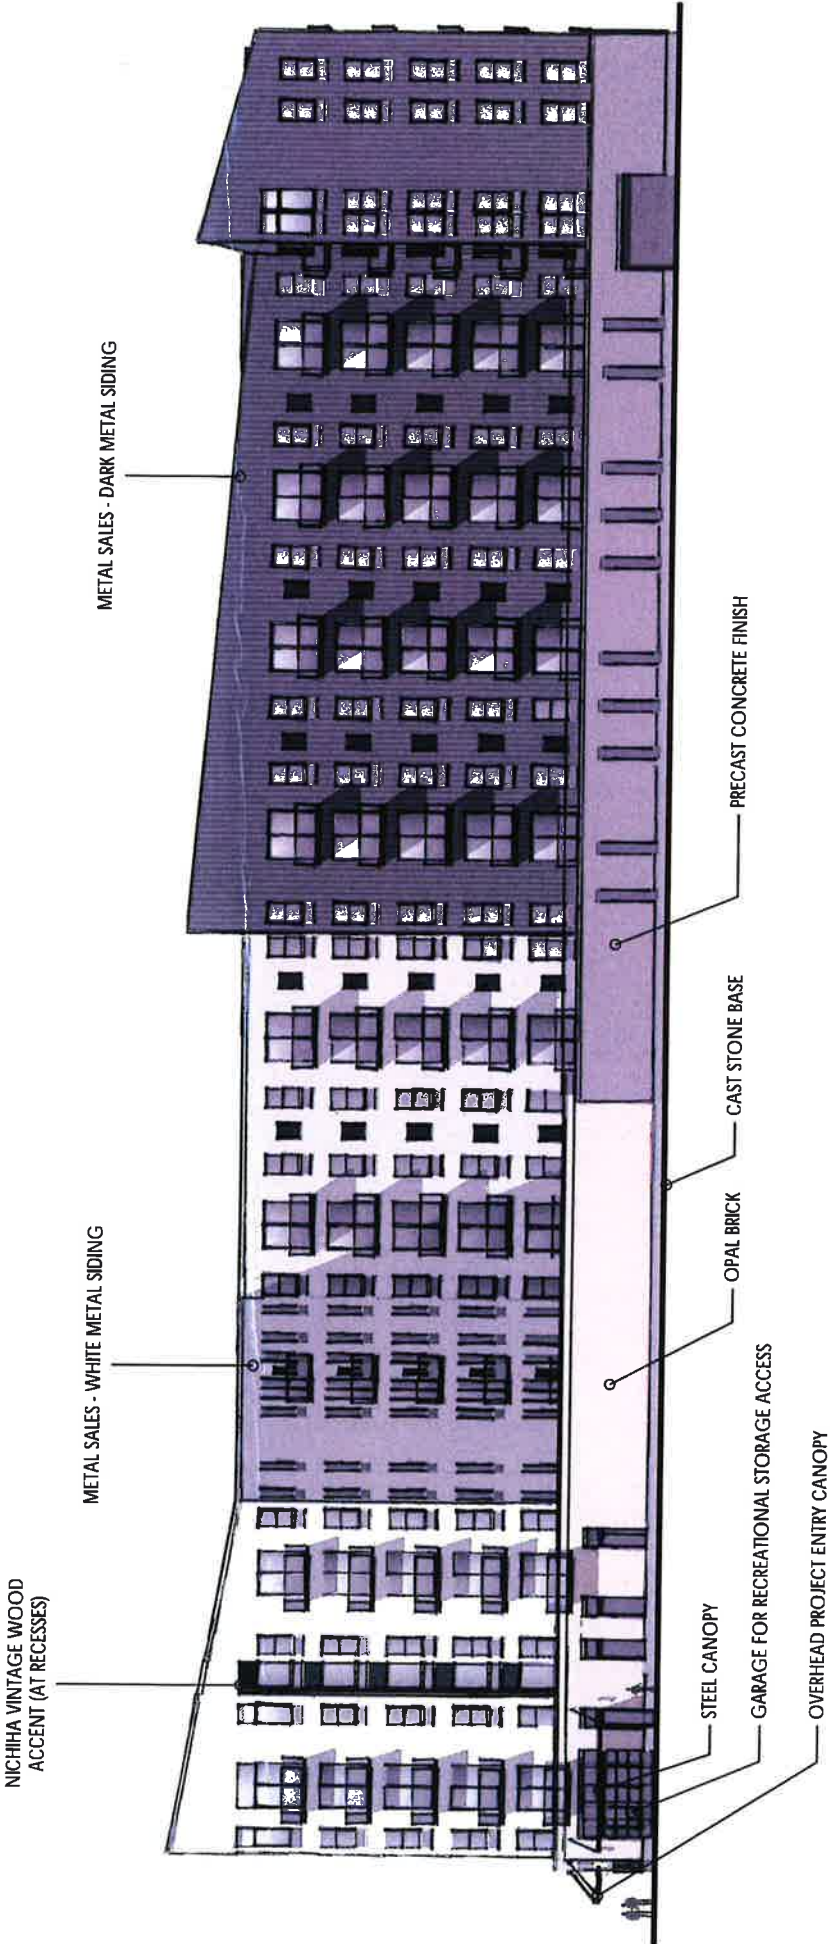 NICHIHA VINTAGE WOOD
ACCENT (AT RECESSES)
METAL SALES - WHITE METAL SIDING
METAL SALES - DARK METAL SIDING
STEEL CANOPY
GARAGE FOR RECREATIONAL STORAGE ACCESS
OVERHEAD PROJECT ENTRY CANOPY
OPAL BRICK
CAST STONE BASE
PRECAST CONCRETE FINISH